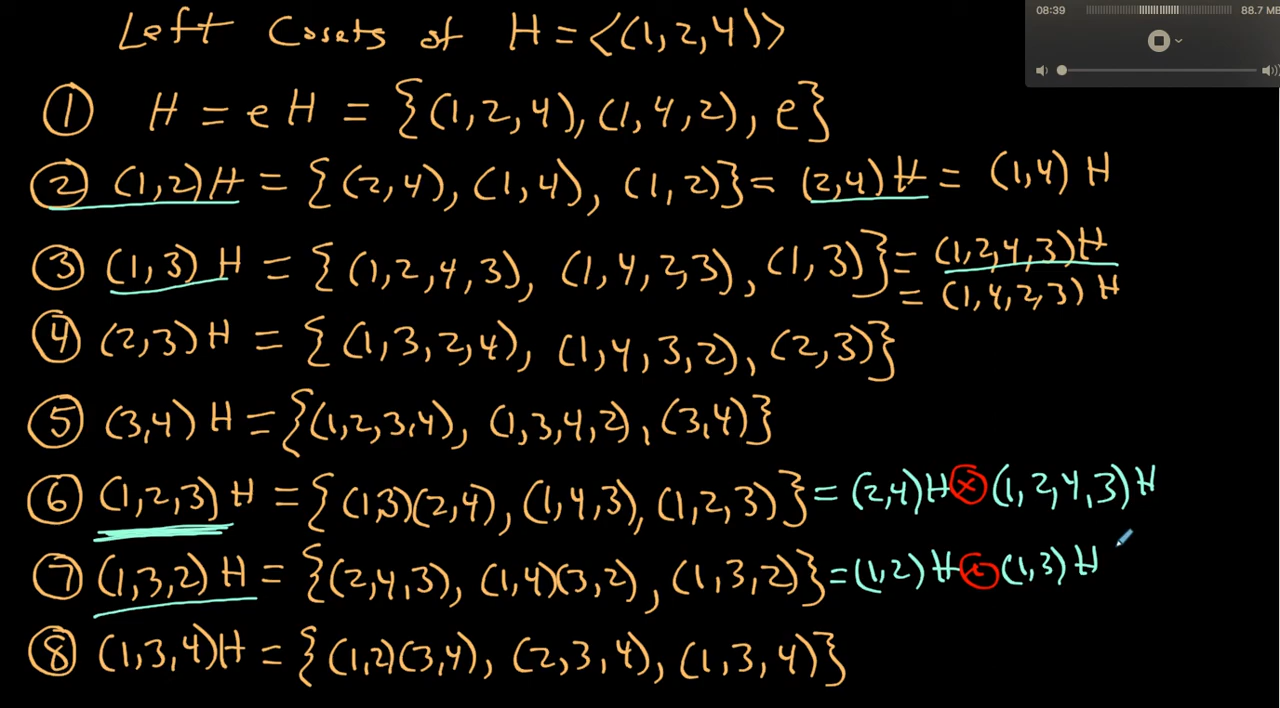 08:39 88.7 MB
Left Cosets of H = ⟨(1,2,4)⟩
① H = eH = {(1,2,4), (1,4,2), e}
② (1,2)H = {(2,4), (1,4), (1,2)} = (2,4)H = (1,4)H
③ (1,3)H = {(1,2,4,3), (1,4,2,3), (1,3)} = (1,2,4,3)H
= (1,4,2,3)H
④ (2,3)H = {(1,3,2,4), (1,4,3,2), (2,3)}
⑤ (3,4)H = {(1,2,3,4), (1,3,4,2), (3,4)}
⑥ (1,2,3)H = {(1,3)(2,4), (1,4,3), (1,2,3)} = (2,4)H ⊗ (1,2,4,3)H
⑦ (1,3,2)H = {(2,4,3), (1,4)(3,2), (1,3,2)} = (1,2)H (1,3)H
⑧ (1,3,4)H = {(1,2)(3,4), (2,3,4), (1,3,4)}